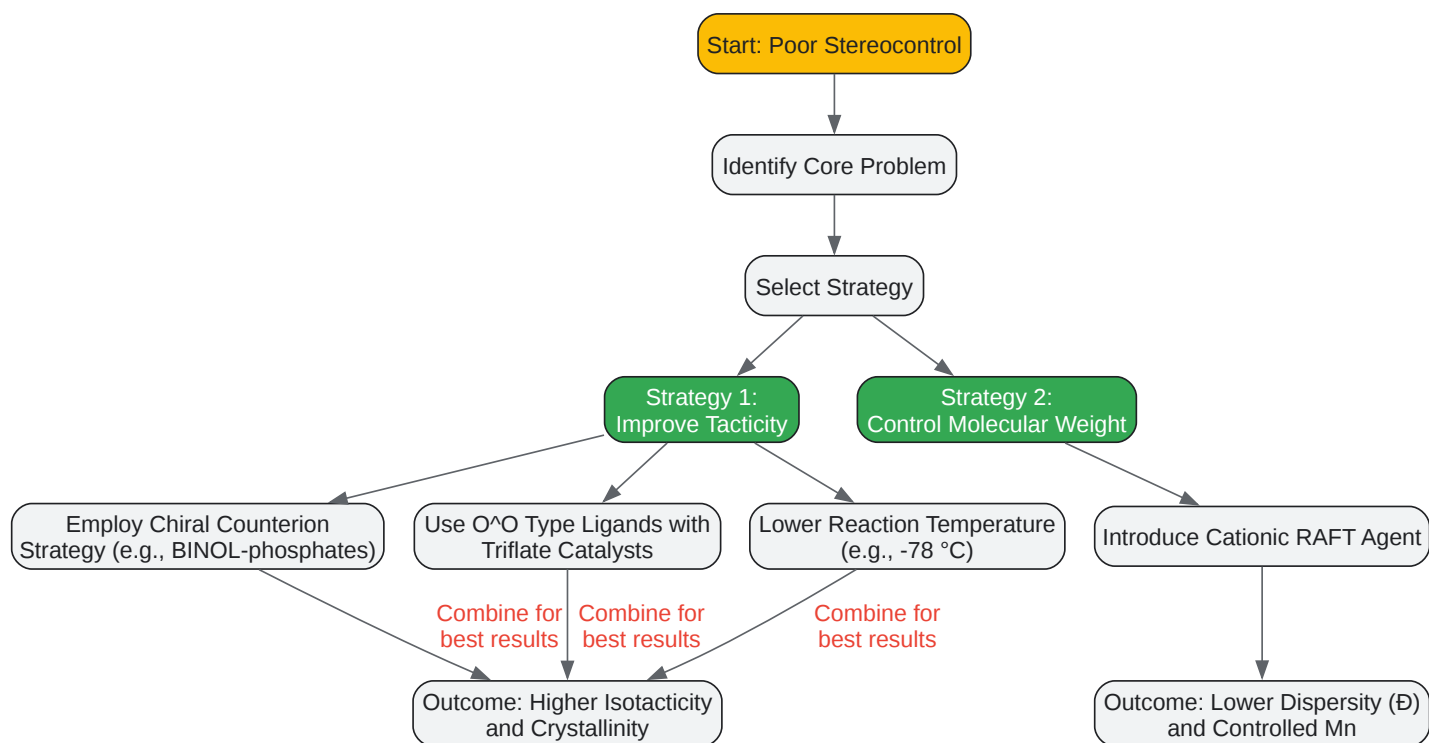 Start: Poor Stereocontrol
Identify Core Problem
Select Strategy
Strategy 1:
Improve Tacticity
Strategy 2:
Control Molecular Weight
Employ Chiral Counterion
Strategy (e.g., BINOL-phosphates)
Use O^O Type Ligands with
Triflate Catalysts
Lower Reaction Temperature
(e.g., -78 °C)
Introduce Cationic RAFT Agent
Combine for
best results
Combine for
best results
Combine for
best results
Outcome: Higher Isotacticity
and Crystallinity
Outcome: Lower Dispersity (Đ)
and Controlled Mn